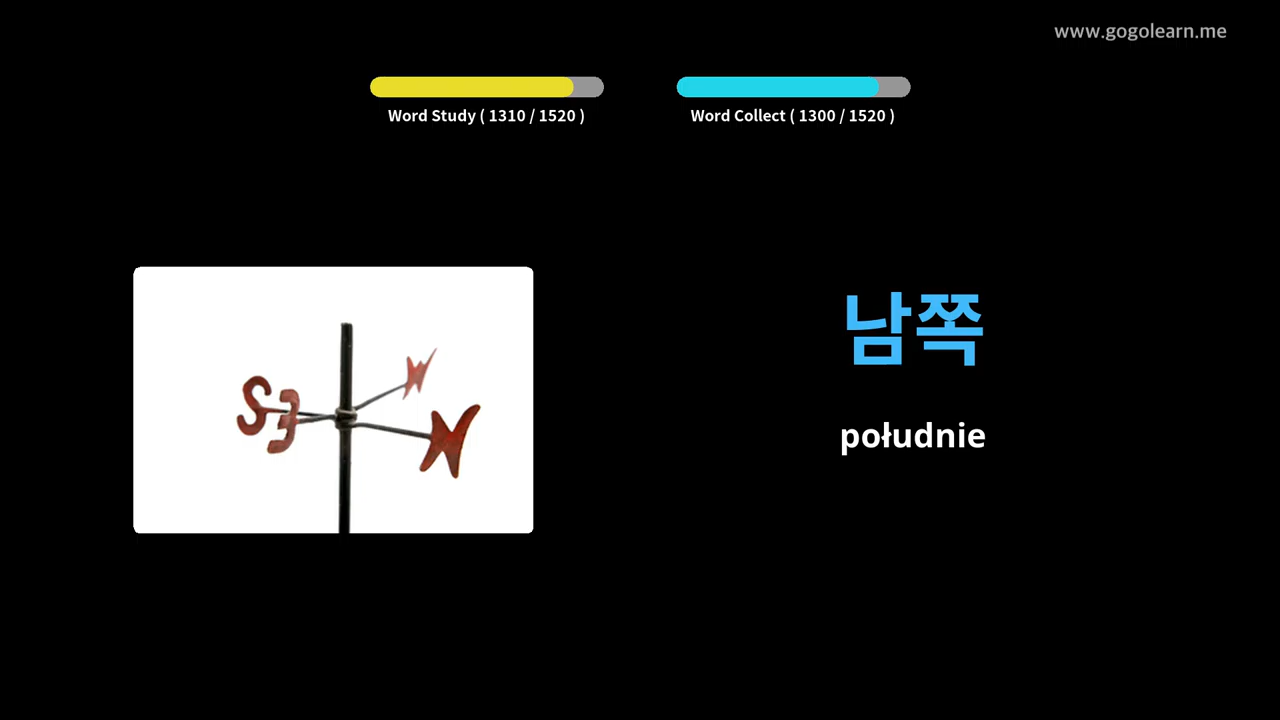 www.gogolearn.me
Word Study ( 1310 / 1520 )
Word Collect ( 1300 / 1520 )
S E N
남쪽
południe